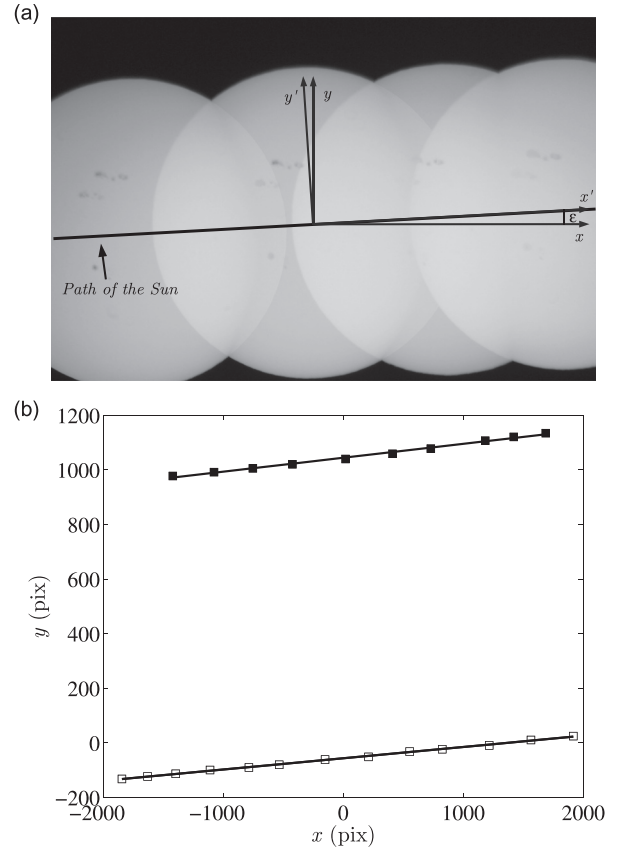 (a)
y' y
x'
ε
x
Path of the Sun
(b)
1200
1000
800
600
400
200
0
−200
y (pix)
−2000 −1000 0 1000 2000
x (pix)